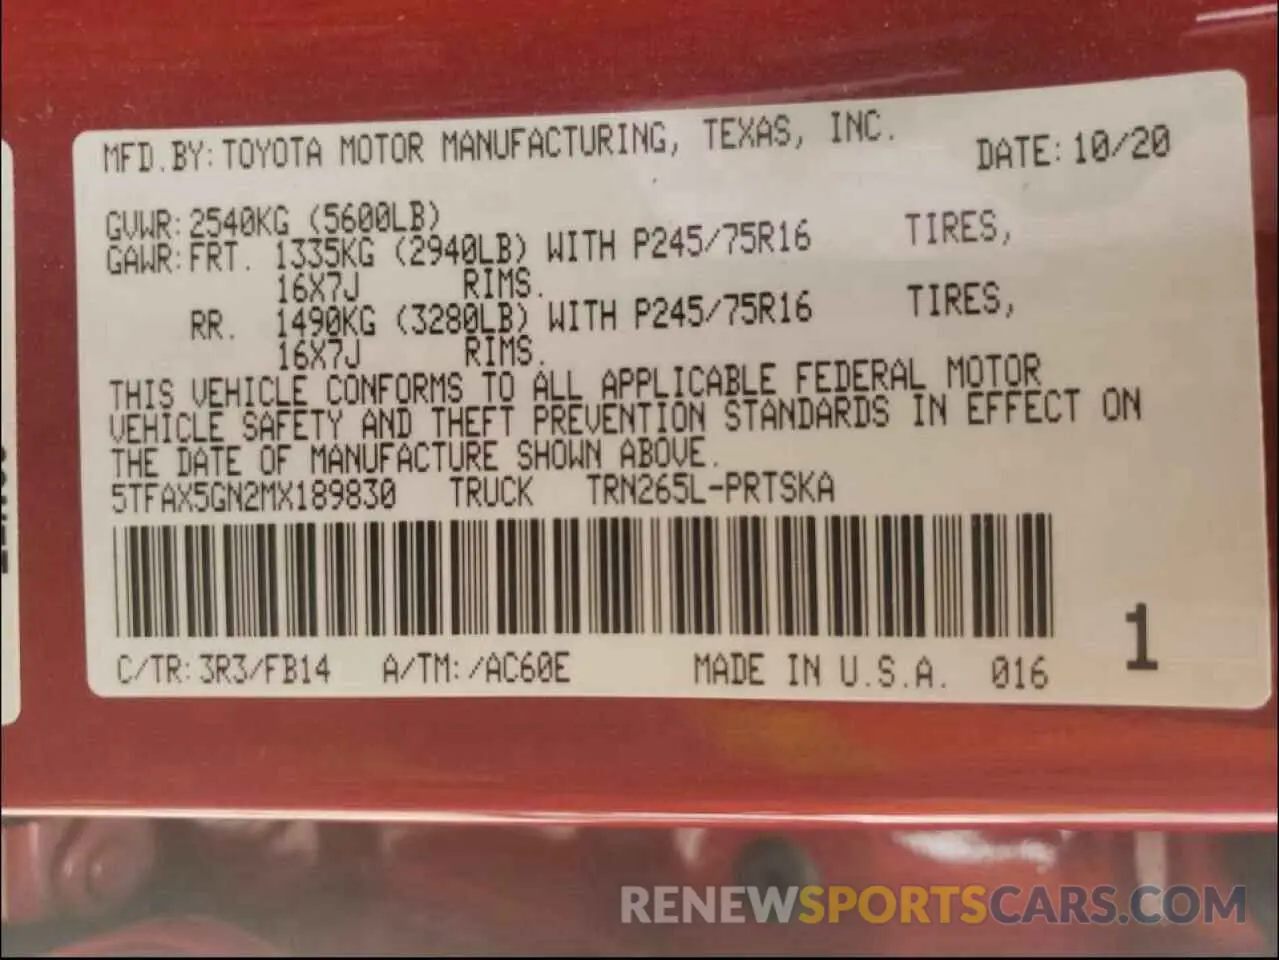 MFD.BY:TOYOTA MOTOR MANUFACTURING, TEXAS, INC. DATE:10/20
GVWR:2540KG (5600LB)
GAWR:FRT. 1335KG (2940LB) WITH P245/75R16 TIRES,
16X7J RIMS.
RR. 1490KG (3280LB) WITH P245/75R16 TIRES,
16X7J RIMS.
THIS VEHICLE CONFORMS TO ALL APPLICABLE FEDERAL MOTOR
VEHICLE SAFETY AND THEFT PREVENTION STANDARDS IN EFFECT ON
THE DATE OF MANUFACTURE SHOWN ABOVE.
5TFAX5GN2MX189830 TRUCK TRN265L-PRTSKA
C/TR:3R3/FB14 A/TM:/AC60E MADE IN U.S.A. 016
1
RENEWSPORTSCARS.COM